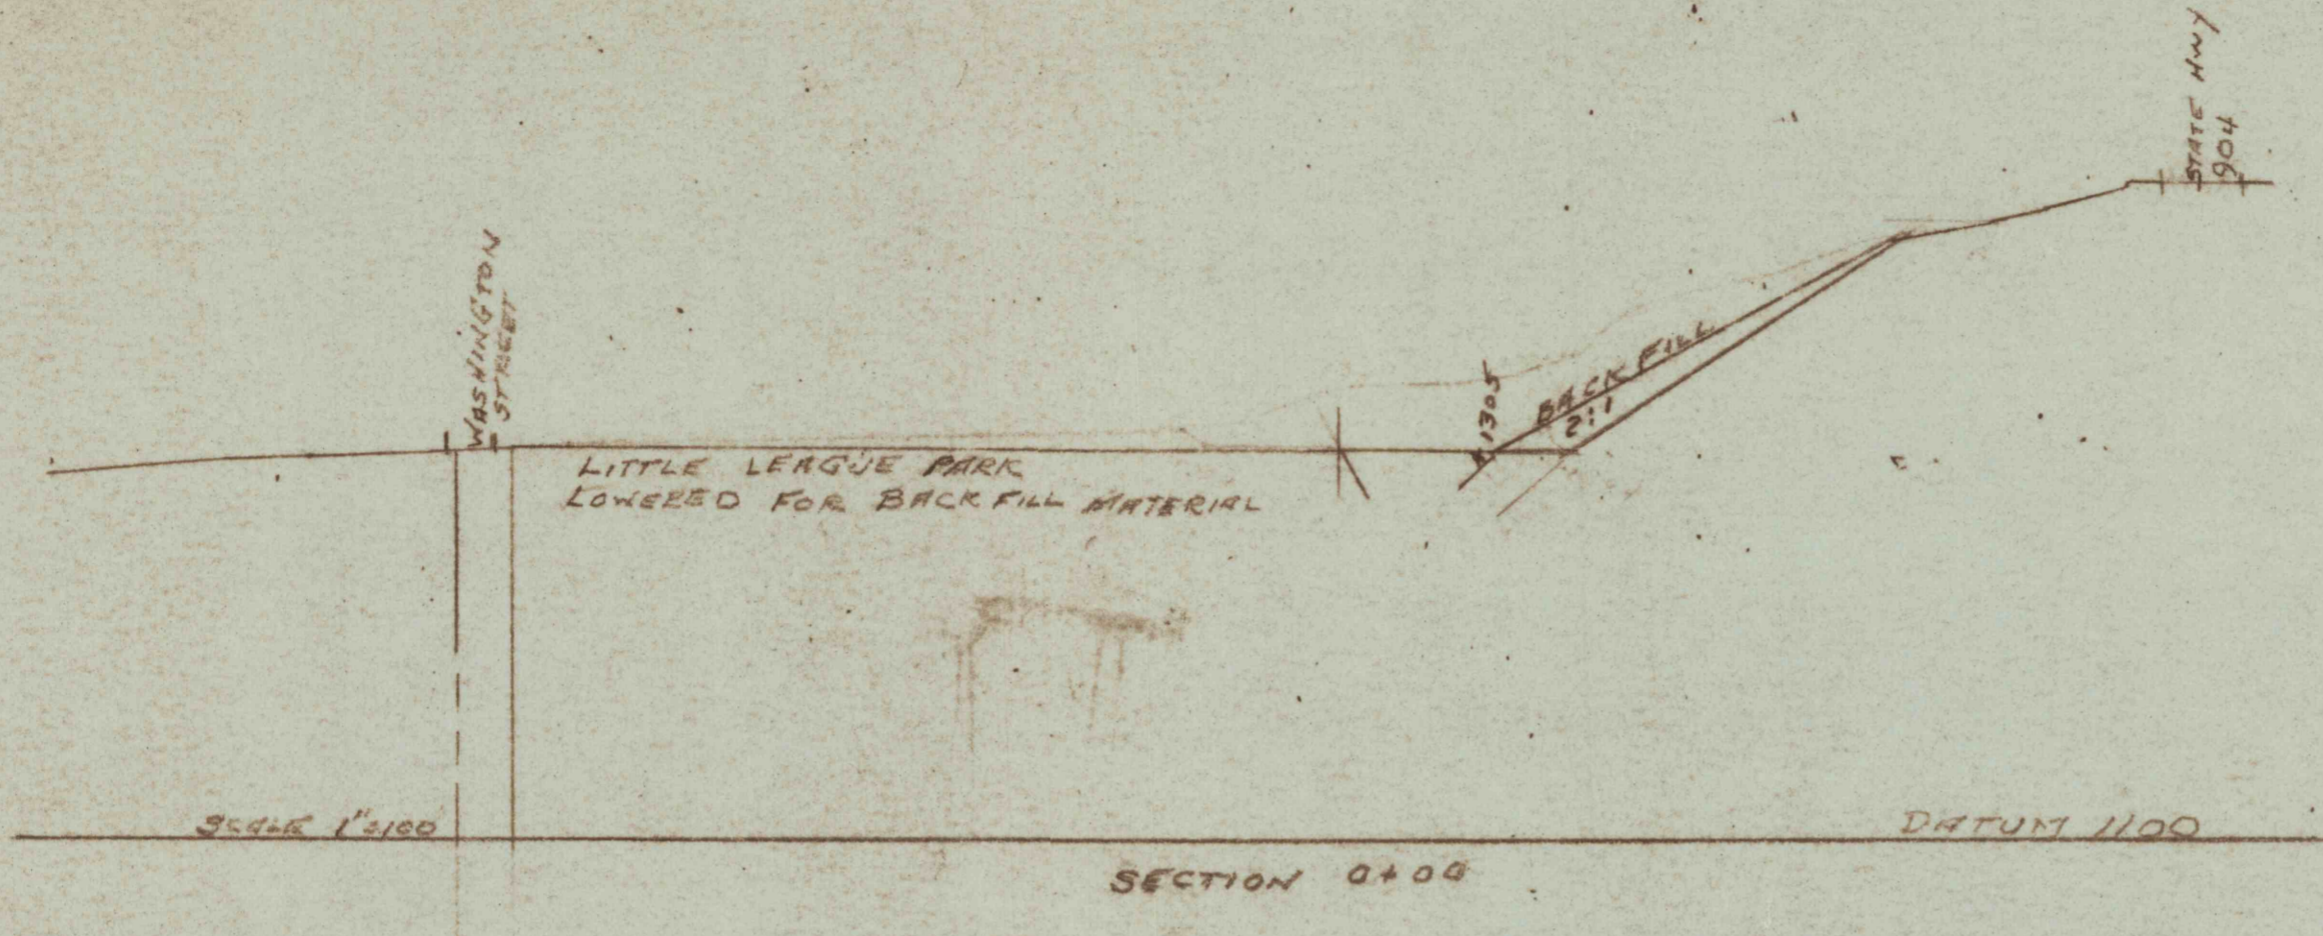 STATE HWY
904
WASHINGTON
STREET
1305
BACK FILL
2:1
LITTLE LEAGUE PARK
LOWERED FOR BACK FILL MATERIAL
SCALE 1"=100
DATUM 1100
SECTION 0+00